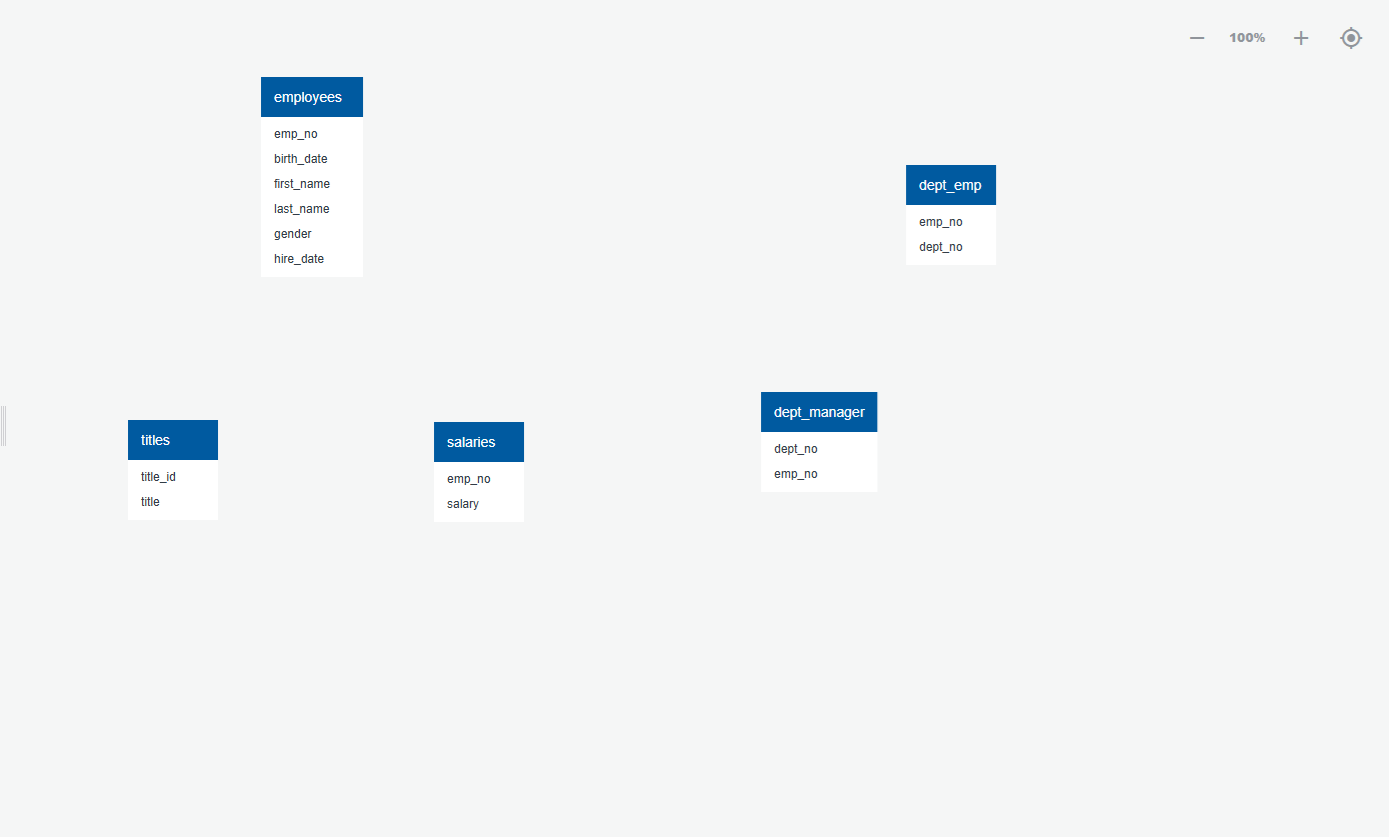 100%
employees
emp_no
birth_date
first_name
last_name
gender
hire_date
dept_emp
emp_no
dept_no
titles
title_id
title
salaries
emp_no
salary
dept_manager
dept_no
emp_no